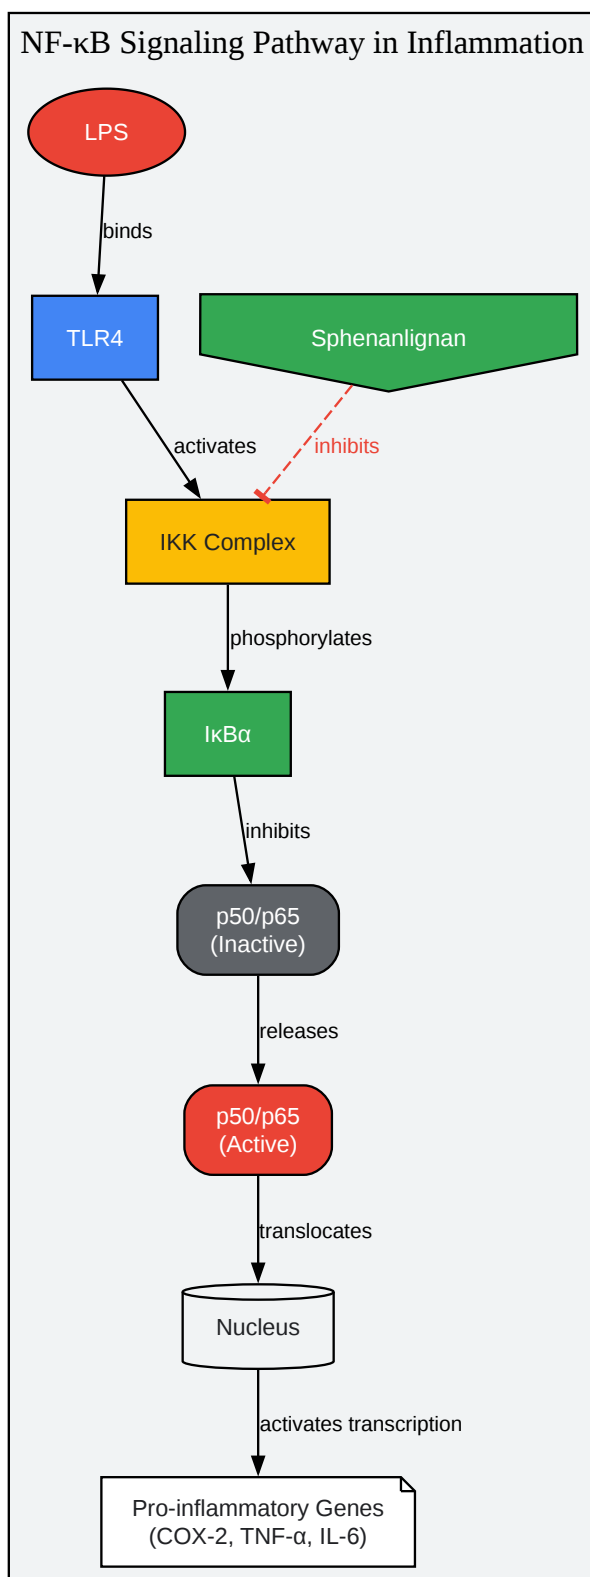 NF-κB Signaling Pathway in Inflammation
LPS
binds
TLR4
Sphenanlignan
activates
inhibits
IKK Complex
phosphorylates
IκBα
inhibits
p50/p65
(Inactive)
releases
p50/p65
(Active)
translocates
Nucleus
activates transcription
Pro-inflammatory Genes
(COX-2, TNF-α, IL-6)